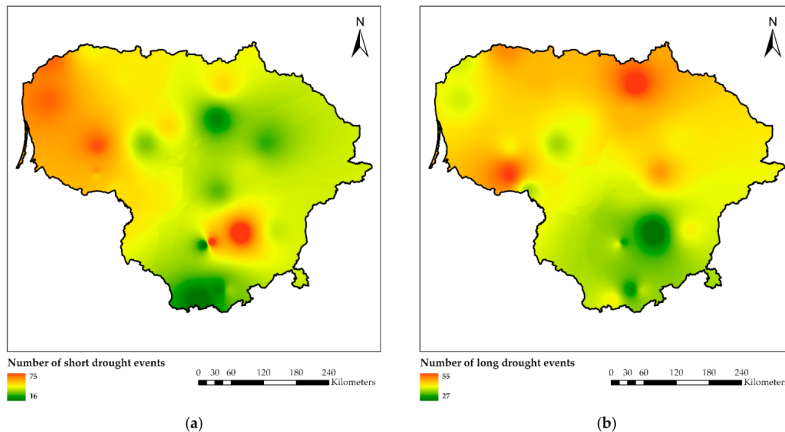 N
N
Number of short drought events
75
16
0 30 60 120 180 240
Kilometers
Number of long drought events
55
27
0 30 60 120 180 240
Kilometers
(a)
(b)